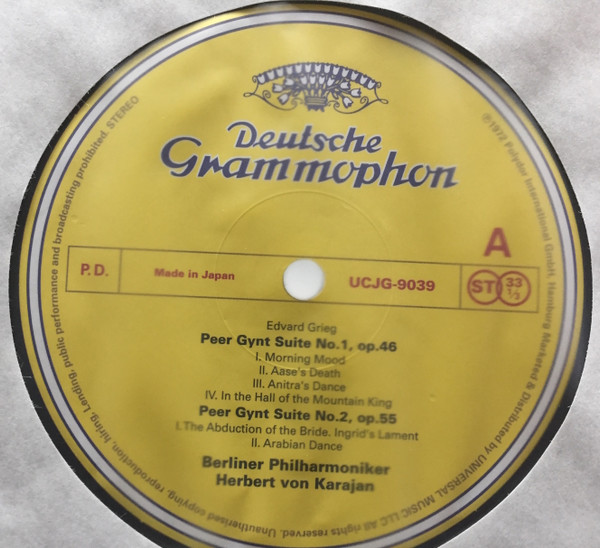 Deutsche
Grammophon
A
P.D.
Made in Japan
UCJG-9039
ST
33
1/3
Edvard Grieg
Peer Gynt Suite No.1, op.46
I. Morning Mood
II. Aase's Death
III. Anitra's Dance
IV. In the Hall of the Mountain King
Peer Gynt Suite No.2, op.55
I.The Abduction of the Bride. Ingrid's Lament
II. Arabian Dance
Berliner Philharmoniker
Herbert von Karajan
℗1972 Polydor International GmbH, Hamburg Marketed & Distributed by UNIVERSAL MUSIC LLC All rights reserved. Unauthorised copying, reproduction, hiring. Lending, public performance and broadcasting prohibited. STEREO